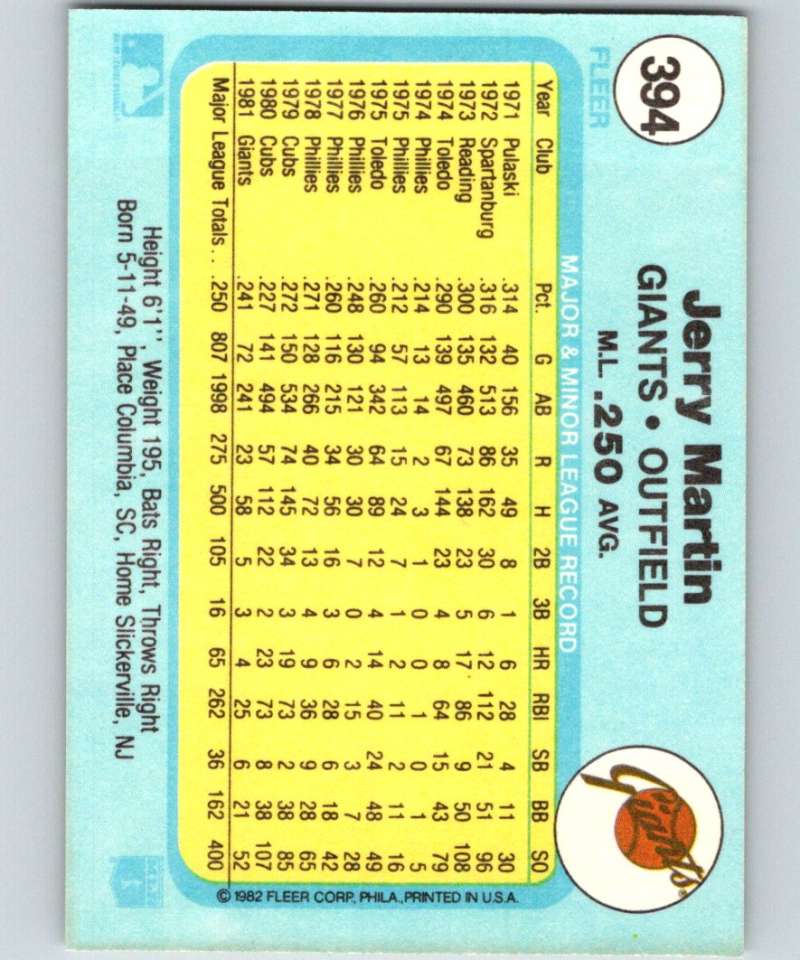 394
Jerry Martin
GIANTS • OUTFIELD
M.L. .250 AVG.
Giants®
FLEER
MAJOR & MINOR LEAGUE RECORD
Year Club Pct. G AB R H 2B 3B HR RBI SB BB SO
1971 Pulaski .314 40 156 35 49 8 1 6 28 4 11 30
1972 Spartanburg .316 132 513 86 162 30 6 12 112 21 51 96
1973 Reading .300 135 460 73 138 23 5 17 86 9 50 108
1974 Toledo .290 139 497 67 144 23 4 8 64 15 43 79
1974 Phillies .214 13 14 2 3 1 0 0 1 0 1 5
1975 Phillies .212 57 113 15 24 7 1 2 11 2 11 16
1975 Toledo .260 94 342 64 89 12 4 14 40 24 48 49
1976 Phillies .248 130 121 30 30 7 0 2 15 3 7 28
1977 Phillies .260 116 215 34 56 16 3 6 28 6 18 42
1978 Phillies .271 128 266 40 72 13 4 9 36 9 28 65
1979 Cubs .272 150 534 74 145 34 3 19 73 2 38 85
1980 Cubs .227 141 494 57 112 22 2 23 73 8 38 107
1981 Giants .241 72 241 23 58 5 3 4 25 6 21 52
Major League Totals . . .250 807 1998 275 500 105 16 65 262 36 162 400
© 1982 FLEER CORP., PHILA., PRINTED IN U.S.A.
Height 6'1", Weight 195, Bats Right, Throws Right
Born 5-11-49, Place Columbia, SC, Home Slickerville, NJ